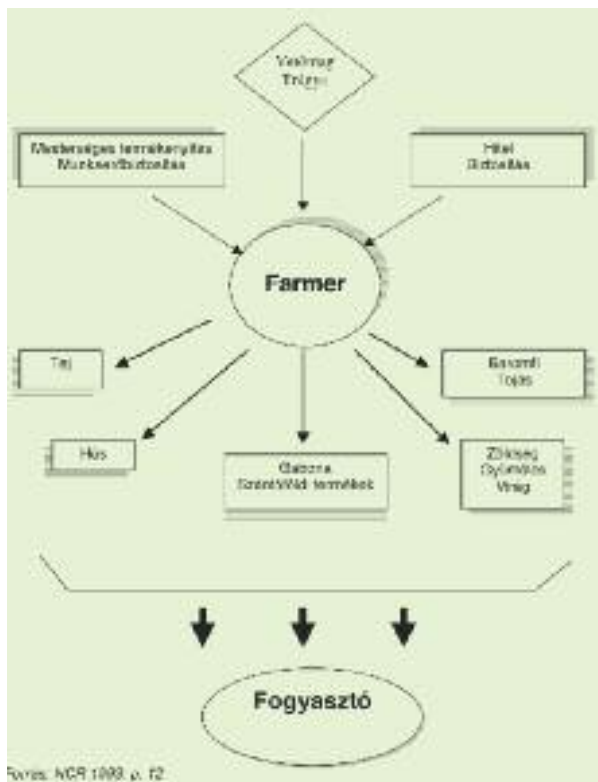 Vetőmag
Mesterséges termékenyítés
Munkaerőbiztosítás
Hitel
Biztosítás
Farmer
Tej
Baromfi
Tojás
Hús
Gabona
Szántóföldi termékek
Zöldség
Gyümölcs
Virág
Fogyasztó
Forrás: NCR 1999. p. 12